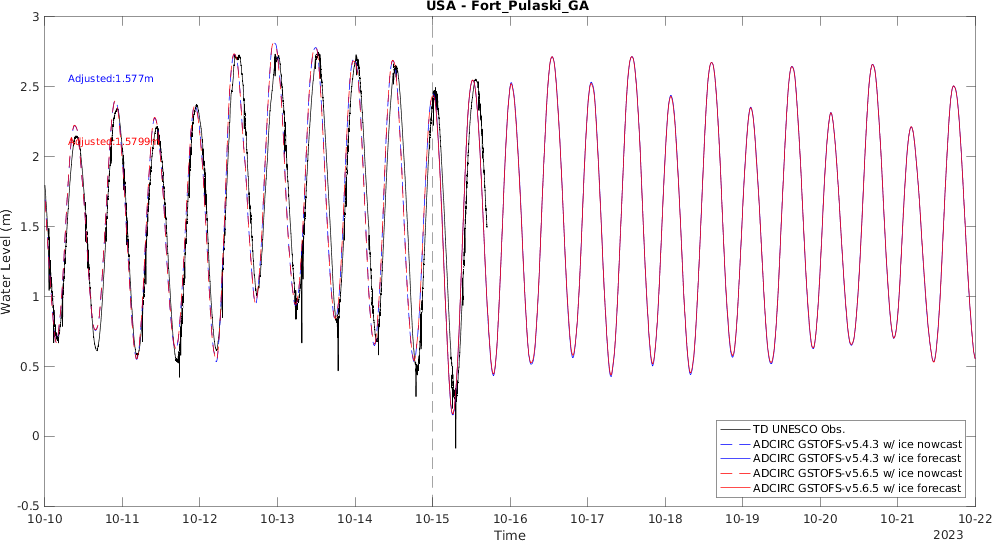 USA - Fort_Pulaski_GA
3
2.5
2
1.5
1
0.5
0
-0.5
Water Level (m)
Adjusted:1.577m
Adjusted:1.5799m
TD UNESCO Obs.
ADCIRC GSTOFS-v5.4.3 w/ ice nowcast
ADCIRC GSTOFS-v5.4.3 w/ ice forecast
ADCIRC GSTOFS-v5.6.5 w/ ice nowcast
ADCIRC GSTOFS-v5.6.5 w/ ice forecast
10-10 10-11 10-12 10-13 10-14 10-15 10-16 10-17 10-18 10-19 10-20 10-21 10-22
Time
2023